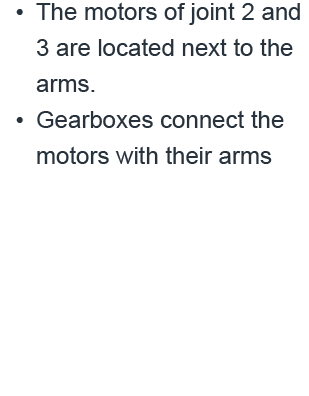 • The motors of joint 2 and
3 are located next to the
arms.
• Gearboxes connect the
motors with their arms